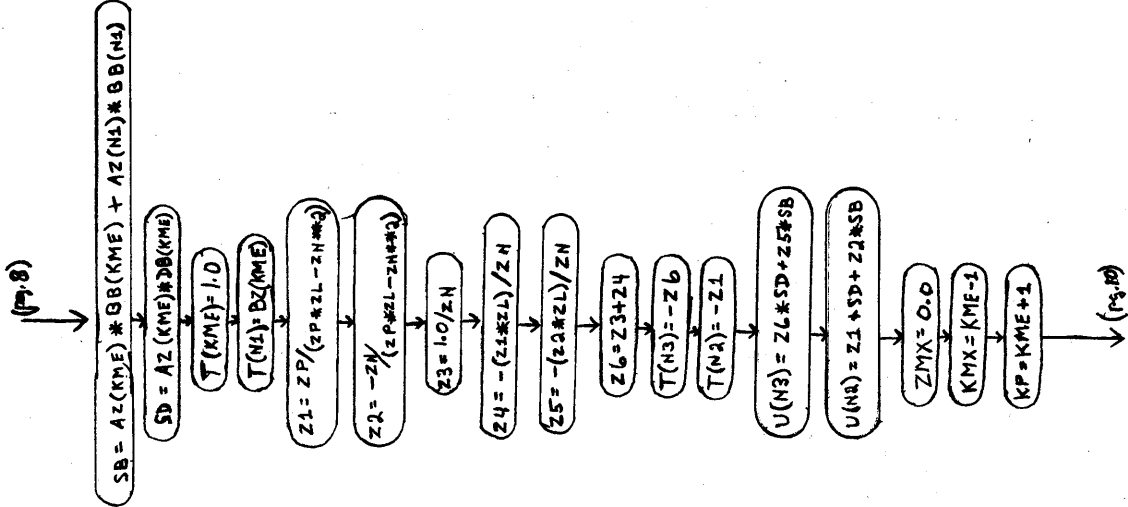 (pg. 8)
SB = AZ(KME)*BB(KME) + AZ(N1)*BB(N1)
SD = AZ(KME)*DB(KME)
T(KME)=1.0
T(N1)=BZ(KME)
Z1 = ZP/
(ZP*ZL-ZN**2)
Z2 = -ZN/
(ZP*ZL-ZN**2)
Z3=1.0/ZN
Z4=-(Z1*ZL)/ZN
Z5=-(Z2*ZL)/ZN
Z6=Z3+Z4
T(N3)=-Z6
T(N2)=-Z1
U(N3)=Z6*SD+Z5*SB
U(N2)=Z1*SD+Z2*SB
ZMX=0.0
KMX=KME-1
KP=KME+1
(pg.10)